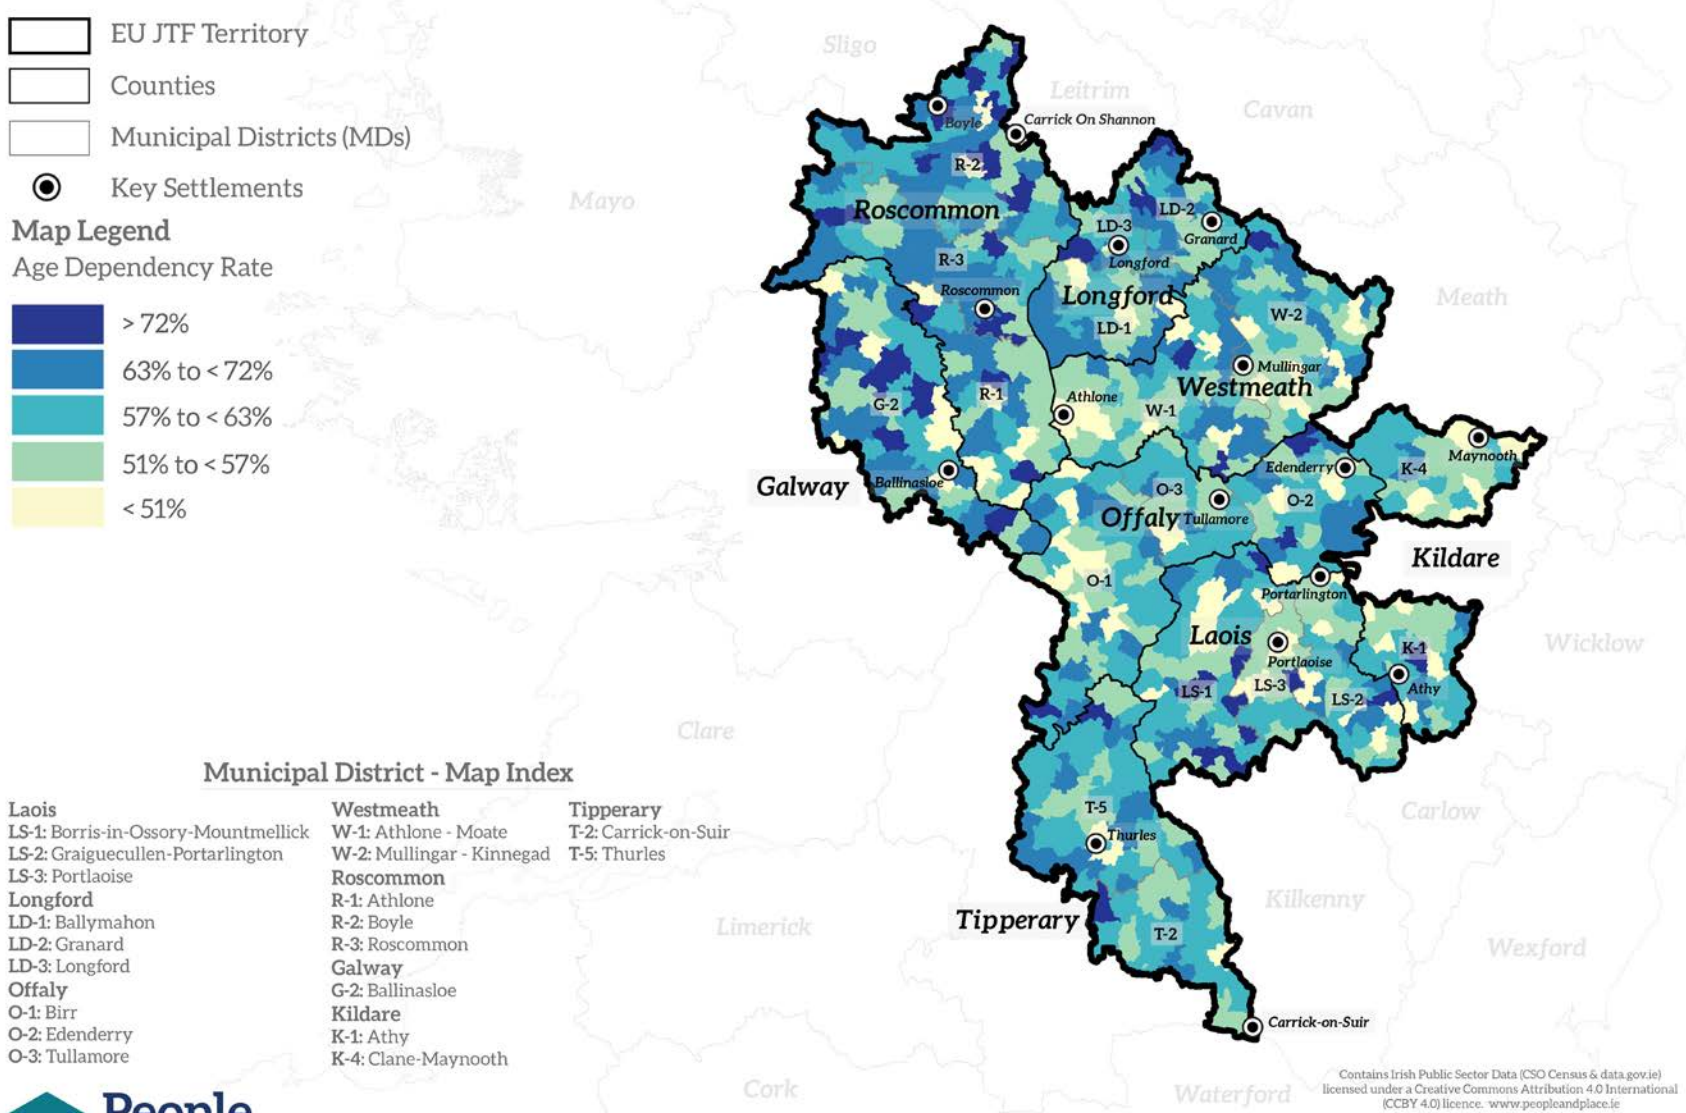 EU JTF Territory
Counties
Municipal Districts (MDs)
Key Settlements
Map Legend
Age Dependency Rate
> 72%
63% to < 72%
57% to < 63%
51% to < 57%
< 51%
Sligo
Leitrim
Cavan
Mayo
Meath
Boyle
Carrick On Shannon
R-2
Roscommon
LD-2
LD-3
Granard
Longford
R-3
Roscommon
Longford
LD-1
W-2
Mullingar
Westmeath
R-1
Athlone
W-1
G-2
Maynooth
Edenderry
K-4
Galway
Ballinasloe
O-3
O-2
Offaly
Tullamore
Kildare
O-1
Portarlington
Laois
Wicklow
Portlaoise
K-1
LS-1
LS-3
LS-2
Athy
Clare
Carlow
T-5
Thurles
Kilkenny
Tipperary
Limerick
T-2
Wexford
Carrick-on-Suir
Cork
Waterford
Municipal District - Map Index
Laois
LS-1: Borris-in-Ossory-Mountmellick
LS-2: Graiguecullen-Portarlington
LS-3: Portlaoise
Longford
LD-1: Ballymahon
LD-2: Granard
LD-3: Longford
Offaly
O-1: Birr
O-2: Edenderry
O-3: Tullamore
Westmeath
W-1: Athlone - Moate
W-2: Mullingar - Kinnegad
Roscommon
R-1: Athlone
R-2: Boyle
R-3: Roscommon
Galway
G-2: Ballinasloe
Kildare
K-1: Athy
K-4: Clane-Maynooth
Tipperary
T-2: Carrick-on-Suir
T-5: Thurles
People
Contains Irish Public Sector Data (CSO Census & data.gov.ie)
licensed under a Creative Commons Attribution 4.0 International
(CCBY 4.0) licence. www.peopleandplace.ie